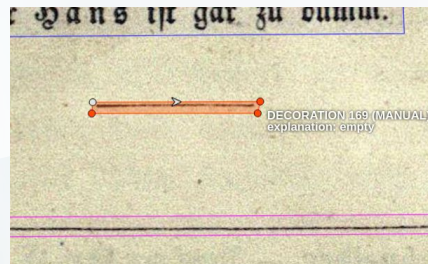 Hans ist gar zu dumm.
DECORATION 169 (MANUAL
explanation: empty